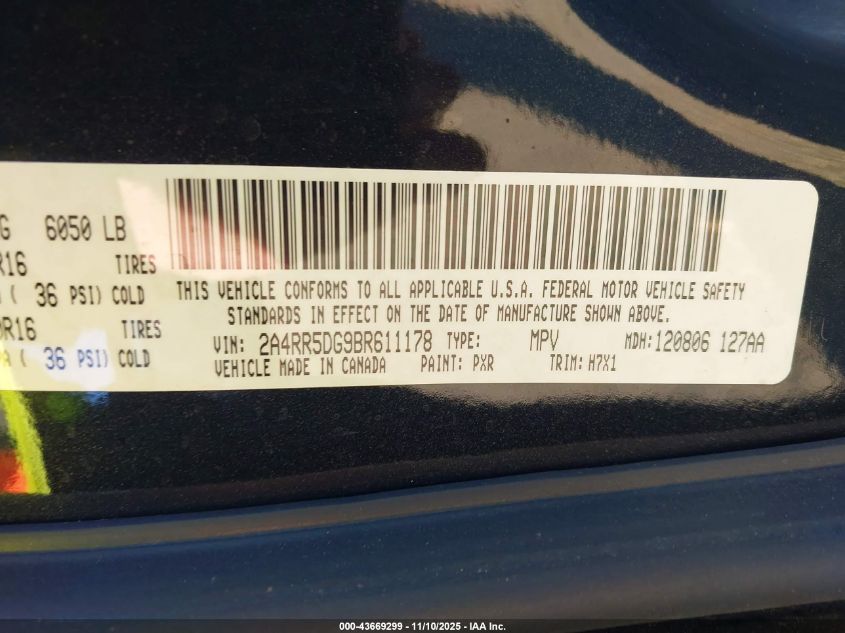 G 6050 LB
R16 TIRES
( 36 PSI) COLD
0R16 TIRES
PA ( 36 PSI) COLD
THIS VEHICLE CONFORMS TO ALL APPLICABLE U.S.A. FEDERAL MOTOR VEHICLE SAFETY
STANDARDS IN EFFECT ON THE DATE OF MANUFACTURE SHOWN ABOVE.
VIN: 2A4RR5DG9BR611178 TYPE: MPV MDH: 120806 127AA
VEHICLE MADE IN CANADA PAINT: PXR TRIM: H7X1
000-43669299 - 11/10/2025 - IAA Inc.